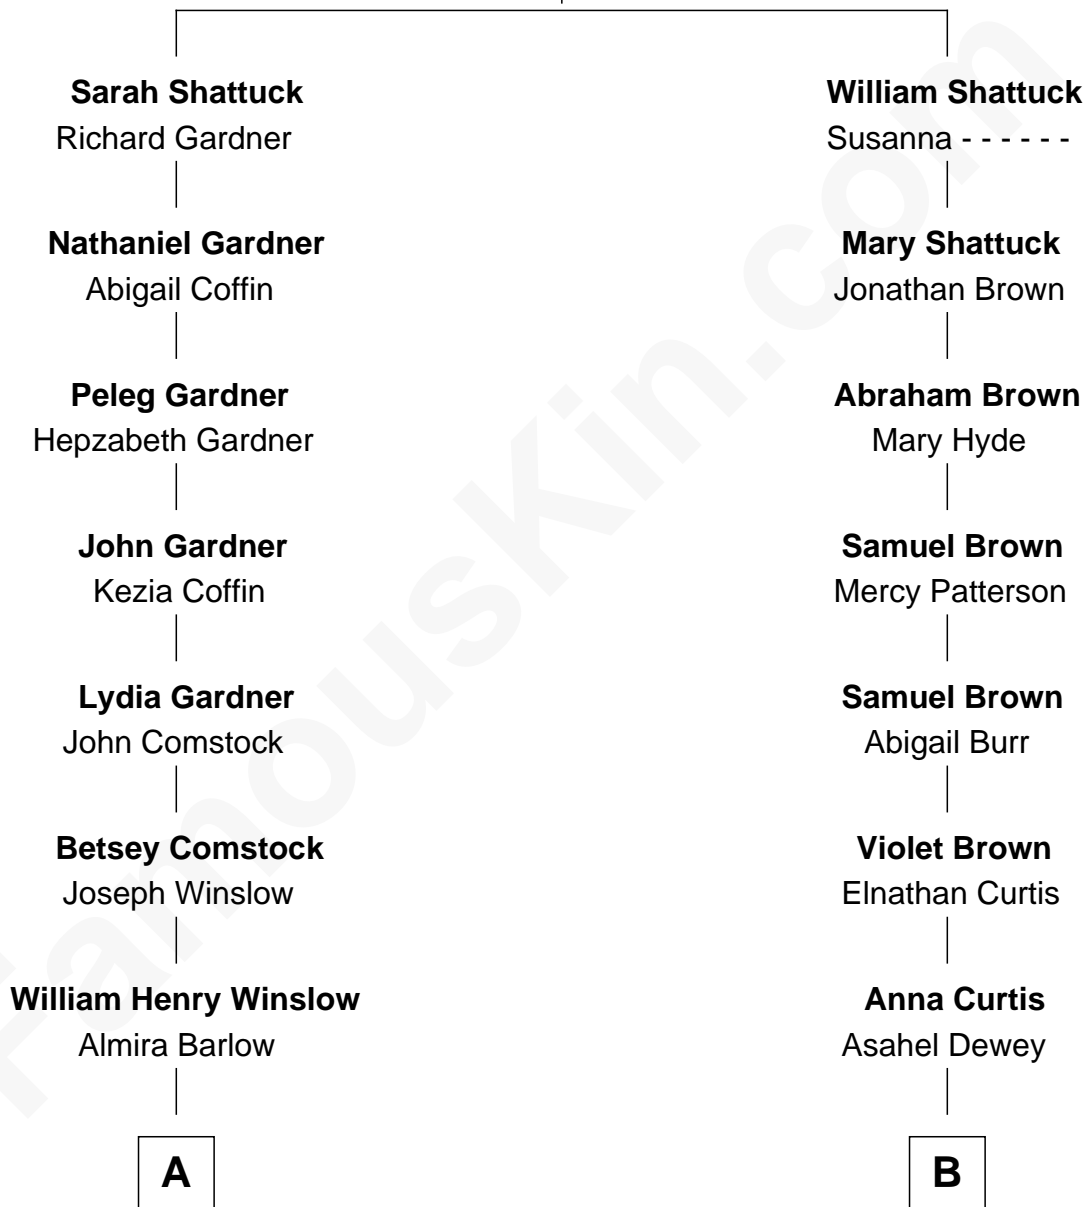 Sarah Shattuck
Richard Gardner
William Shattuck
Susanna - - - - - -
Nathaniel Gardner
Abigail Coffin
Mary Shattuck
Jonathan Brown
Peleg Gardner
Hepzabeth Gardner
Abraham Brown
Mary Hyde
John Gardner
Kezia Coffin
Samuel Brown
Mercy Patterson
Lydia Gardner
John Comstock
Samuel Brown
Abigail Burr
Betsey Comstock
Joseph Winslow
Violet Brown
Elnathan Curtis
William Henry Winslow
Almira Barlow
Anna Curtis
Asahel Dewey
A
B
FamousKin.com